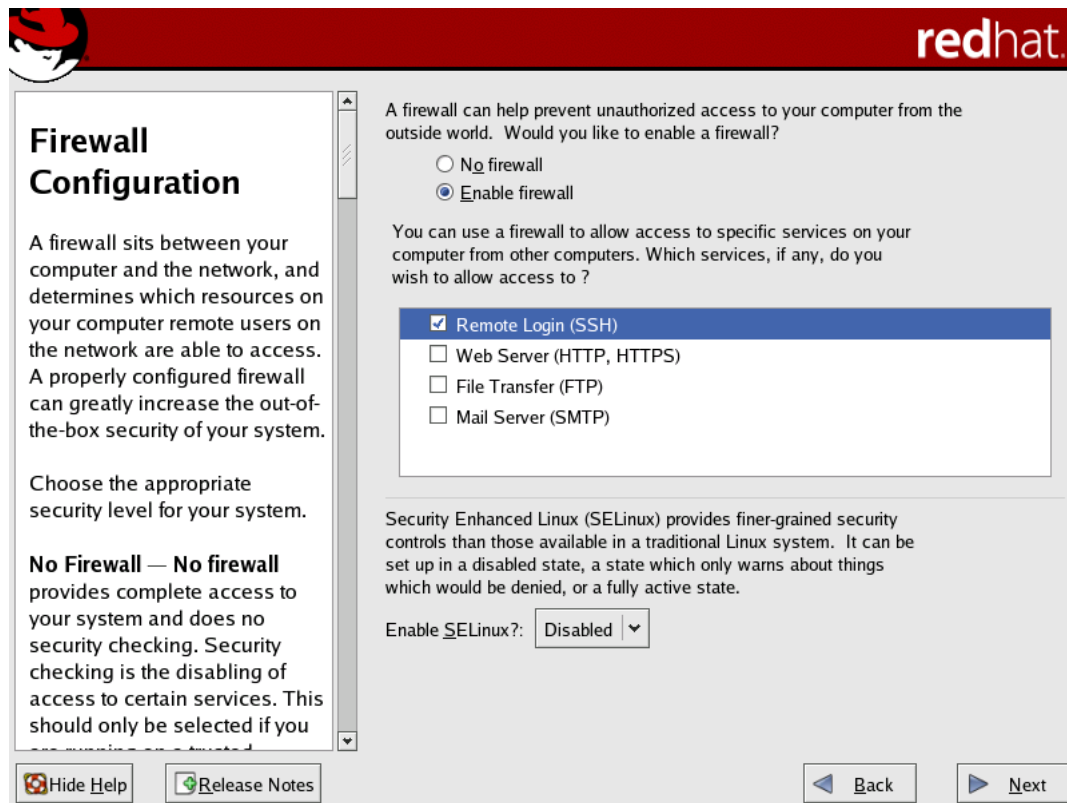 redhat.
Firewall
Configuration
A firewall sits between your
computer and the network, and
determines which resources on
your computer remote users on
the network are able to access.
A properly configured firewall
can greatly increase the out-of-
the-box security of your system.
Choose the appropriate
security level for your system.
No Firewall — No firewall
provides complete access to
your system and does no
security checking. Security
checking is the disabling of
access to certain services. This
should only be selected if you
are running on a trusted
A firewall can help prevent unauthorized access to your computer from the
outside world. Would you like to enable a firewall?
No firewall
Enable firewall
You can use a firewall to allow access to specific services on your
computer from other computers. Which services, if any, do you
wish to allow access to ?
Remote Login (SSH)
Web Server (HTTP, HTTPS)
File Transfer (FTP)
Mail Server (SMTP)
Security Enhanced Linux (SELinux) provides finer-grained security
controls than those available in a traditional Linux system. It can be
set up in a disabled state, a state which only warns about things
which would be denied, or a fully active state.
Enable SELinux?: Disabled
Hide Help
Release Notes
Back
Next